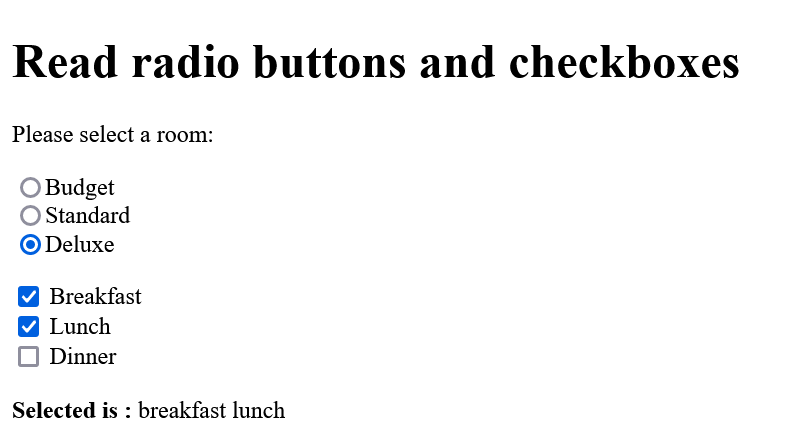 Read radio buttons and checkboxes
Please select a room:
Budget
Standard
Deluxe
Breakfast
Lunch
Dinner
Selected is : breakfast lunch